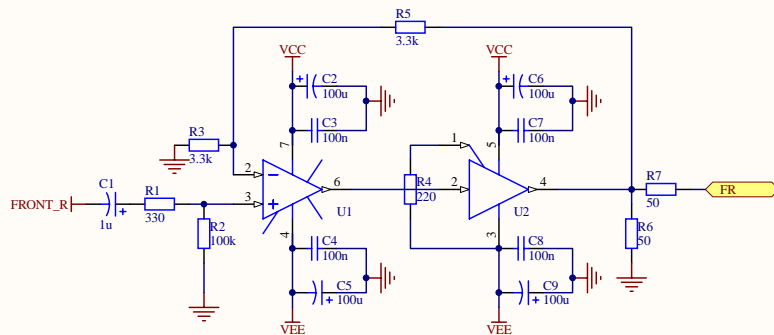 R5
3.3k
VCC
VCC
C2
100u
C6
100u
C3
100n
C7
100n
R3
3.3k
7
1
5
2
6
R4
220
2
4
R7
50
FR
C1
1u
R1
330
FRONT_R
3
U1
U2
R2
100k
4
3
R6
50
C4
100n
C8
100n
C5
100u
C9
100u
VEE
VEE